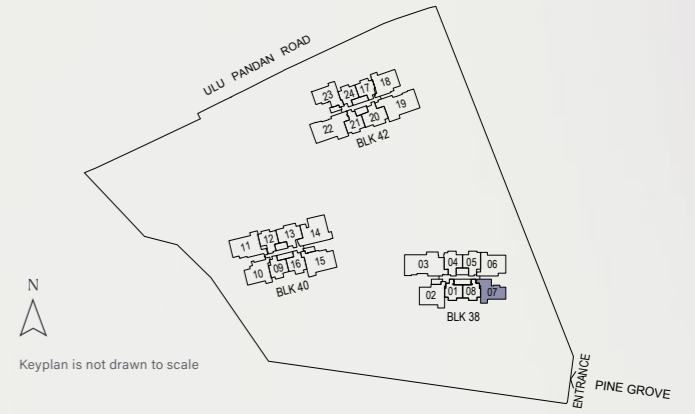 ULU PANDAN ROAD
23 24 17 18
22 21 20 19
BLK 42
11 12 13 14
10 09 16 15
BLK 40
03 04 05 06
02 01 08 07
BLK 38
N
Keyplan is not drawn to scale
ENTRANCE
PINE GROVE